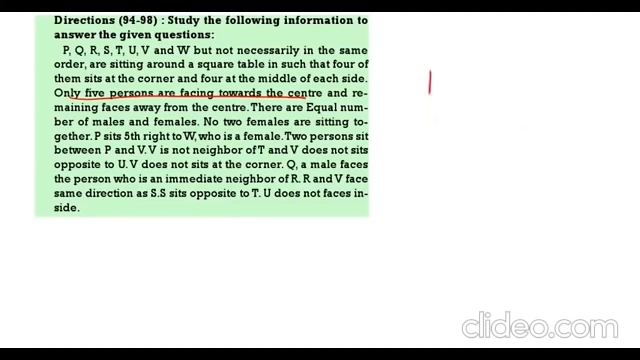 Directions (94-98) : Study the following information to
answer the given questions:
P, Q, R, S, T, U, V and W but not necessarily in the same
order, are sitting around a square table in such that four of
them sits at the corner and four at the middle of each side.
Only five persons are facing towards the centre and re-
maining faces away from the centre. There are Equal num-
ber of males and females. No two females are sitting to-
gether. P sits 5th right to W, who is a female. Two persons sit
between P and V. V is not neighbor of T and V does not sits
opposite to U. V does not sits at the corner. Q, a male faces
the person who is an immediate neighbor of R. R and V face
same direction as S. S sits opposite to T. U does not faces in-
side.
clideo.com